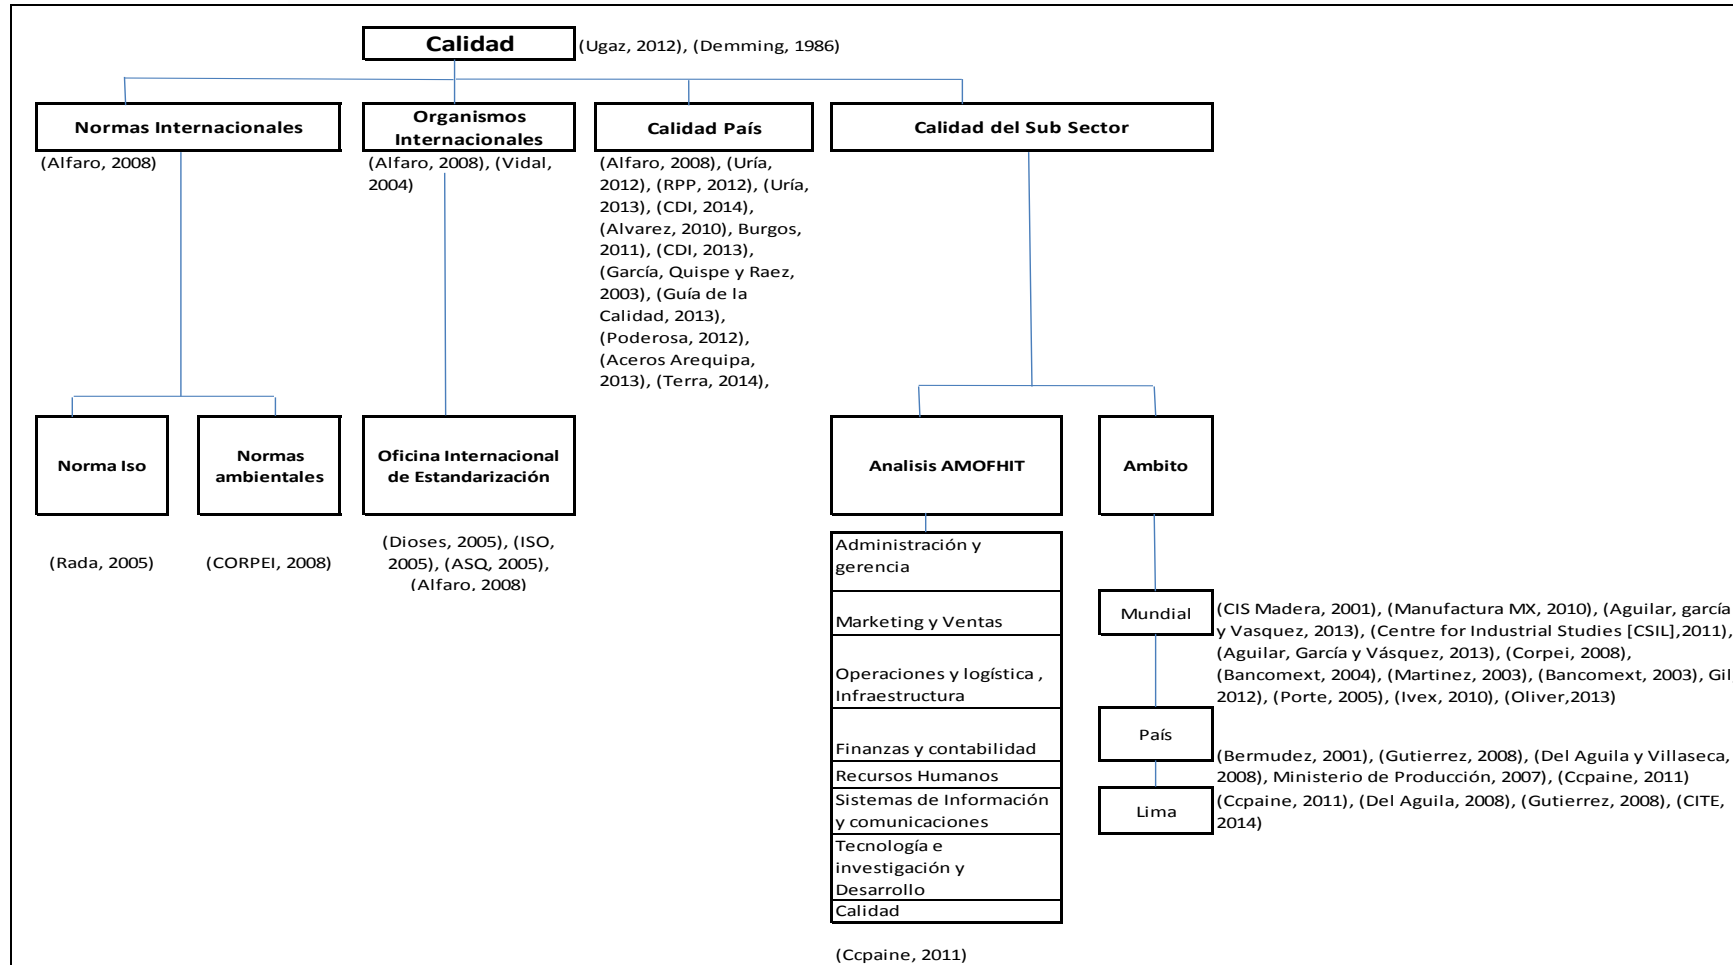 Calidad
(Ugaz, 2012), (Demming, 1986)
Normas Internacionales
(Alfaro, 2008)
Organismos
Internacionales
(Alfaro, 2008), (Vidal,
2004)
Calidad País
(Alfaro, 2008), (Uría,
2012), (RPP, 2012), (Uría,
2013), (CDI, 2014),
(Alvarez, 2010), Burgos,
2011), (CDI, 2013),
(García, Quispe y Raez,
2003), (Guía de la
Calidad, 2013),
(Poderosa, 2012),
(Aceros Arequipa,
2013), (Terra, 2014),
Calidad del Sub Sector
Norma Iso
(Rada, 2005)
Normas
ambientales
(CORPEI, 2008)
Oficina Internacional
de Estandarización
(Dioses, 2005), (ISO,
2005), (ASQ, 2005),
(Alfaro, 2008)
Analisis AMOFHIT
Administración y
gerencia
Marketing y Ventas
Operaciones y logística ,
Infraestructura
Finanzas y contabilidad
Recursos Humanos
Sistemas de Información
y comunicaciones
Tecnología e
investigación y
Desarrollo
Calidad
(Ccpaine, 2011)
Ambito
Mundial
(CIS Madera, 2001), (Manufactura MX, 2010), (Aguilar, garcía
y Vasquez, 2013), (Centre for Industrial Studies [CSIL],2011),
(Aguilar, García y Vásquez, 2013), (Corpei, 2008),
(Bancomext, 2004), (Martinez, 2003), (Bancomext, 2003), Gil
2012), (Porte, 2005), (Ivex, 2010), (Oliver,2013)
País
(Bermudez, 2001), (Gutierrez, 2008), (Del Aguila y Villaseca,
2008), Ministerio de Producción, 2007), (Ccpaine, 2011)
Lima
(Ccpaine, 2011), (Del Aguila, 2008), (Gutierrez, 2008), (CITE,
2014)